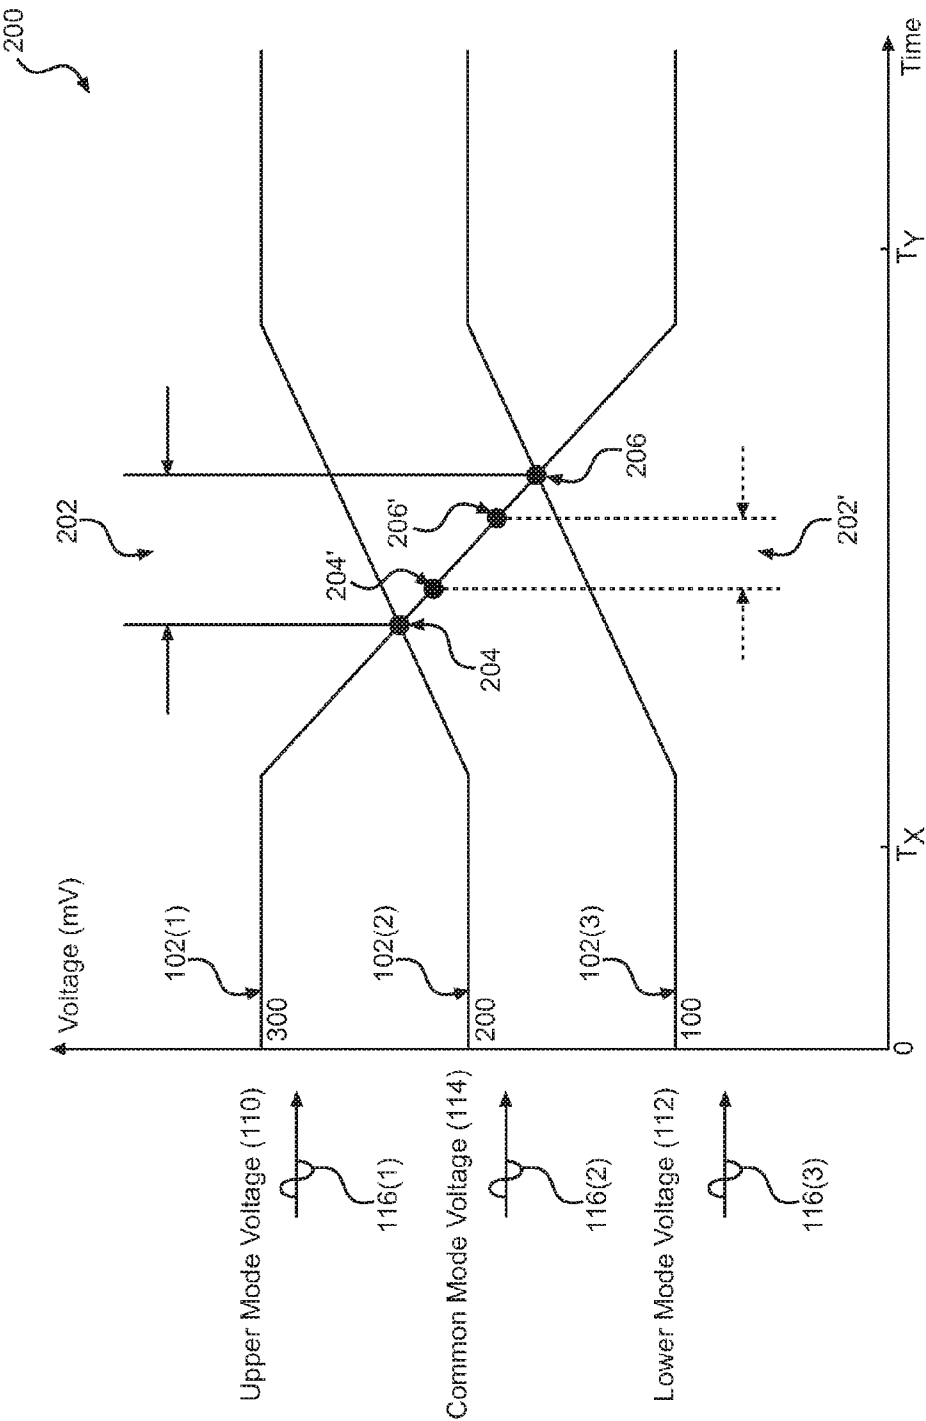 200
Voltage (mV)
202
102(1)
Upper Mode Voltage (110)
300
116(1)
204'
206'
102(2)
Common Mode Voltage (114)
200
204
206
116(2)
102(3)
Lower Mode Voltage (112)
100
116(3)
202'
0
TX
TY
Time